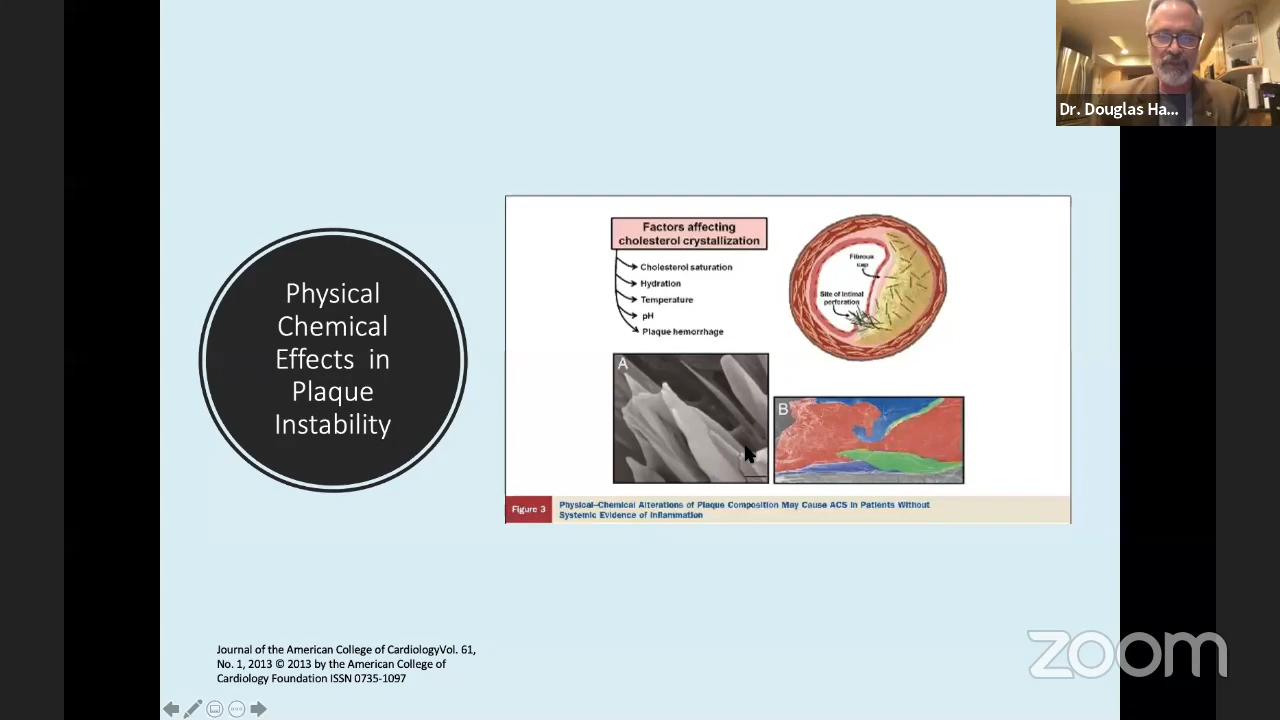 Dr. Douglas Ha...
Physical
Chemical
Effects in
Plaque
Instability
Factors affecting
cholesterol crystallization
Cholesterol saturation
Hydration
Temperature
pH
Plaque hemorrhage
Fibrous
cap
Site of intimal
perforation
A
B
Figure 3
Physical–Chemical Alterations of Plaque Composition May Cause ACS in Patients Without
Systemic Evidence of Inflammation
Journal of the American College of CardiologyVol. 61,
No. 1, 2013 © 2013 by the American College of
Cardiology Foundation ISSN 0735-1097
zoom